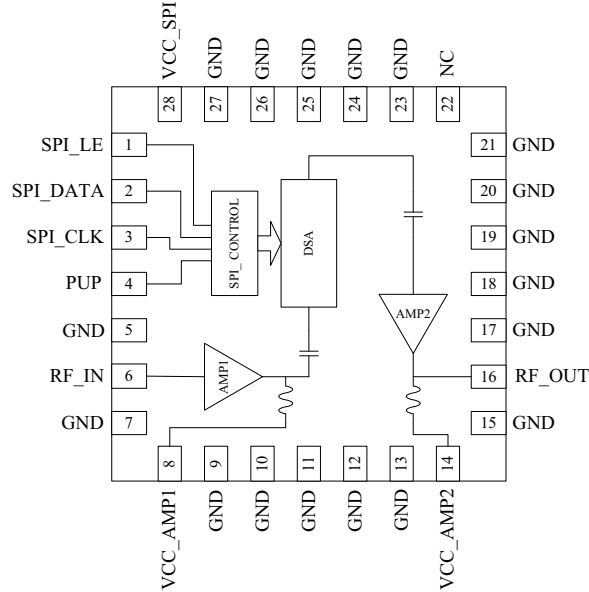 VCC_SPI
GND
GND
GND
GND
GND
NC
28
27
26
25
24
23
22
SPI_LE
1
SPI_DATA
2
SPI_CLK
3
PUP
4
GND
5
RF_IN
6
GND
7
SPI_CONTROL
DSA
AMP1
AMP2
21
GND
20
GND
19
GND
18
GND
17
GND
16
RF_OUT
15
GND
8
9
10
11
12
13
14
VCC_AMP1
GND
GND
GND
GND
GND
VCC_AMP2